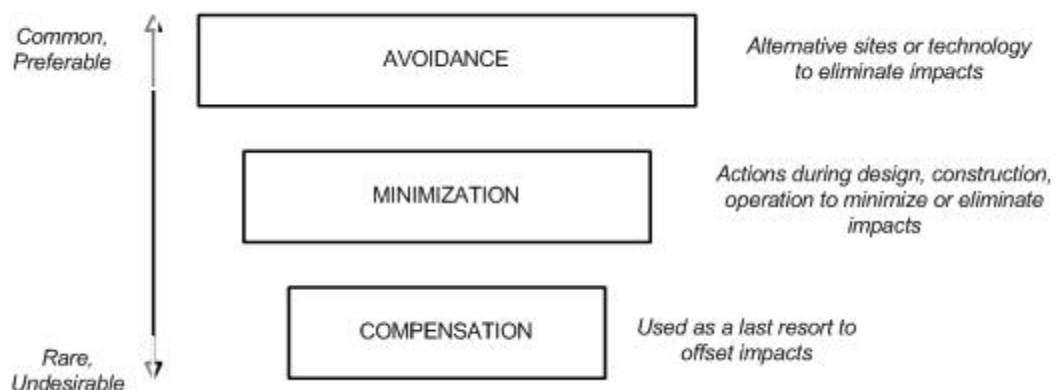 Common,
Preferable
AVOIDANCE
Alternative sites or technology
to eliminate impacts
MINIMIZATION
Actions during design, construction,
operation to minimize or eliminate
impacts
COMPENSATION
Used as a last resort to
offset impacts
Rare,
Undesirable